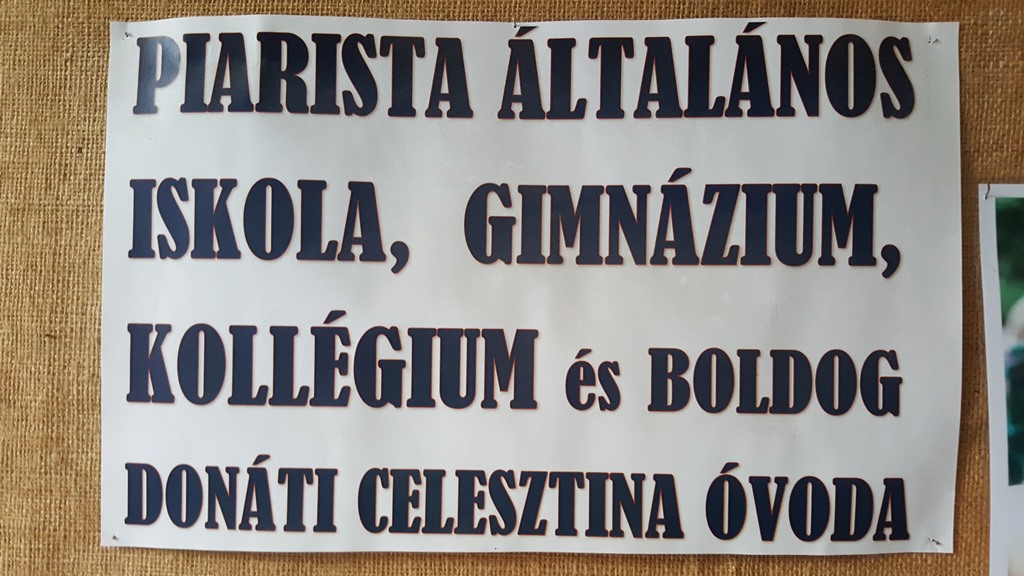 PIARISTA ÁLTALÁNOS
ISKOLA, GIMNÁZIUM,
KOLLÉGIUM és BOLDOG
DONÁTI CELESZTINA ÓVODA